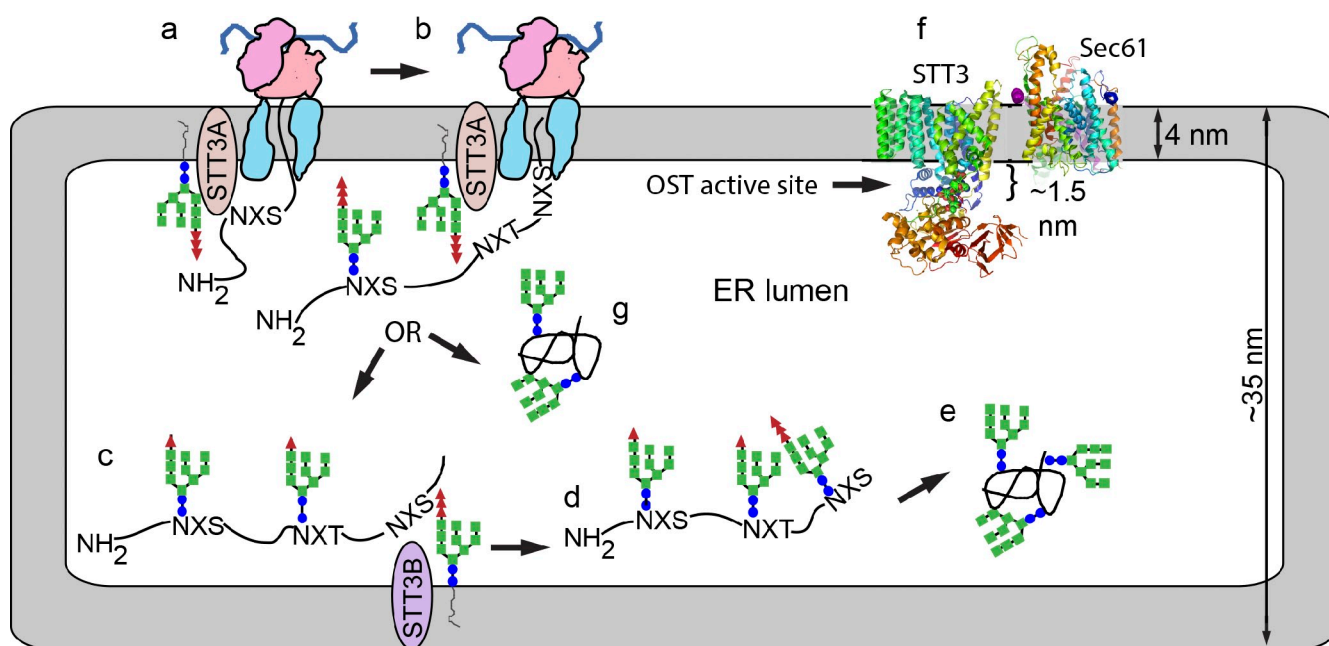 a
b
f
Sec61
STT3
4 nm
STT3A
STT3A
OST active site
~1.5
nm
NXS
NXS
NXT
NH2
NXS
NH2
ER lumen
g
OR
~35 nm
c
e
d
NXS
NXS
NXT
NH2
NXS
NXT
NH2
NXS
STT3B